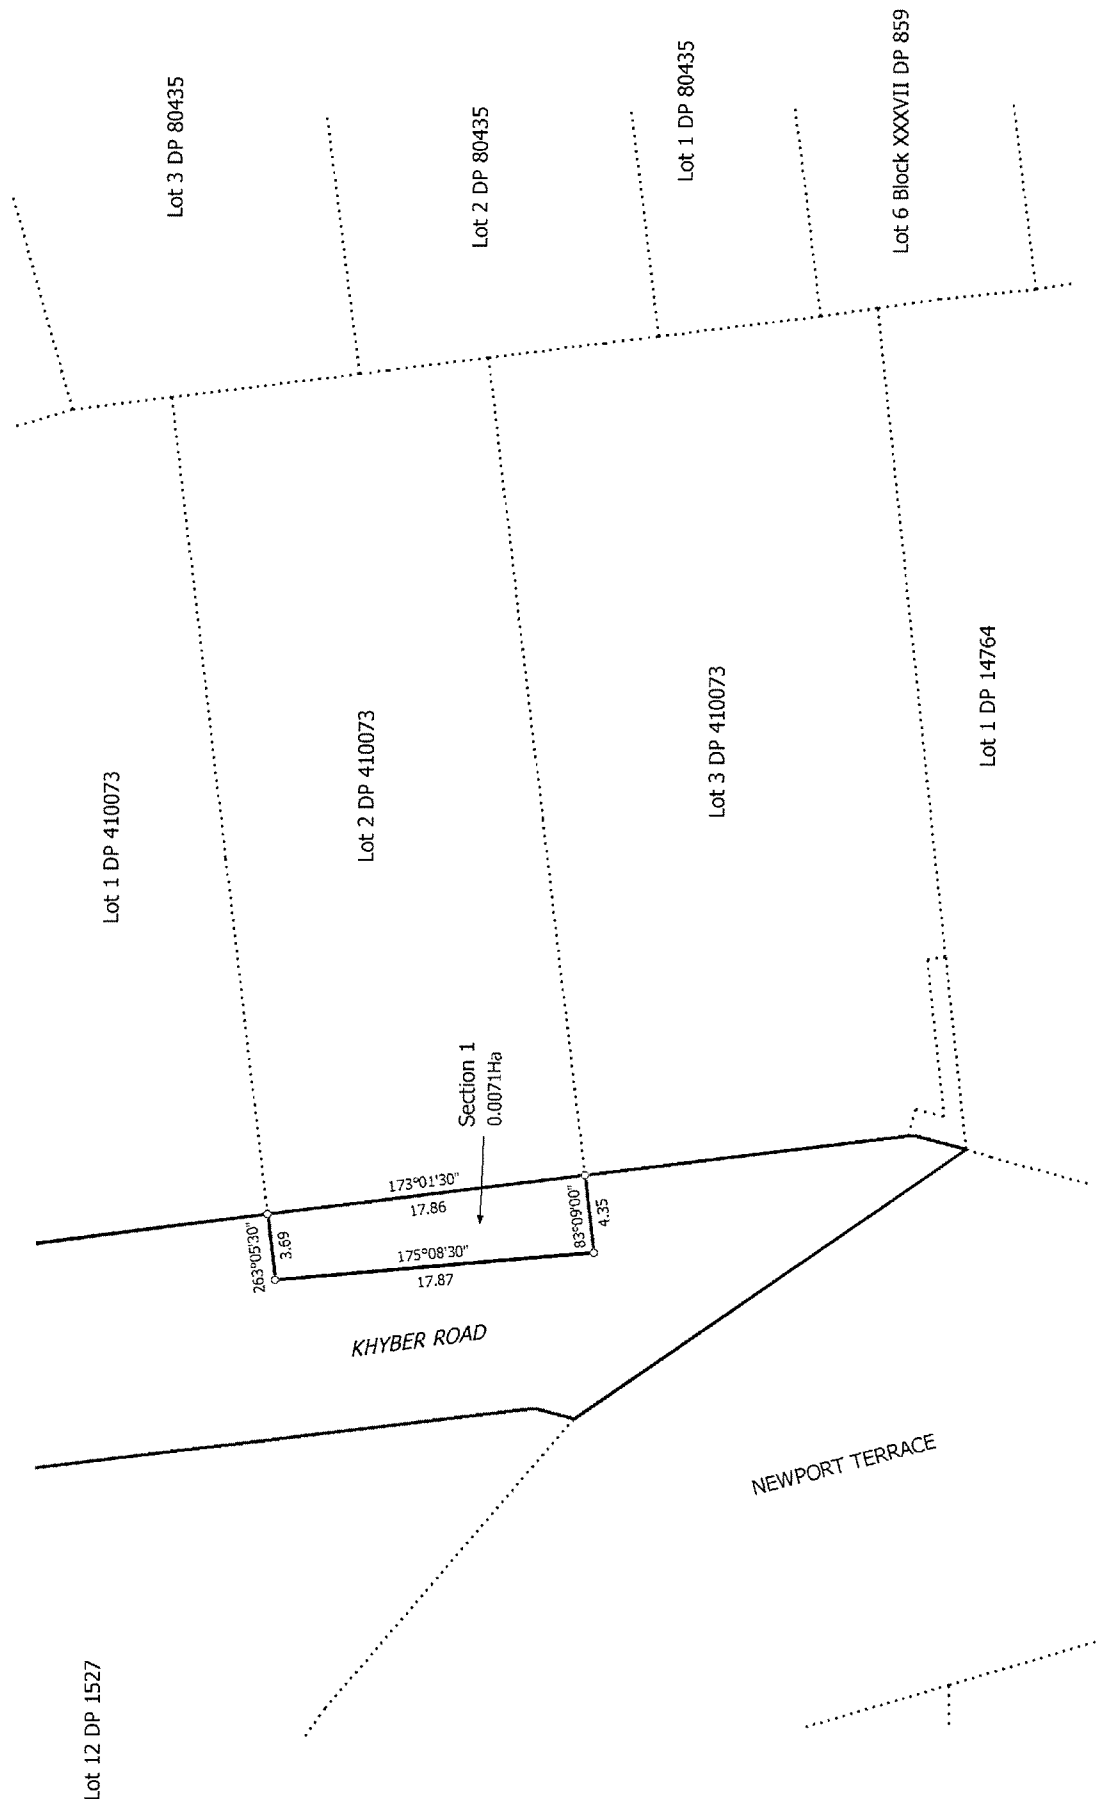 Lot 3 DP 80435
Lot 2 DP 80435
Lot 1 DP 80435
Lot 6 Block XXXVII DP 859
Lot 1 DP 410073
Lot 2 DP 410073
Lot 3 DP 410073
Lot 1 DP 14764
Section 1
0.0071Ha
173°01'30"
17.86
263°05'30"
3.69
83°09'00"
4.35
175°08'30"
17.87
KHYBER ROAD
NEWPORT TERRACE
Lot 12 DP 1527